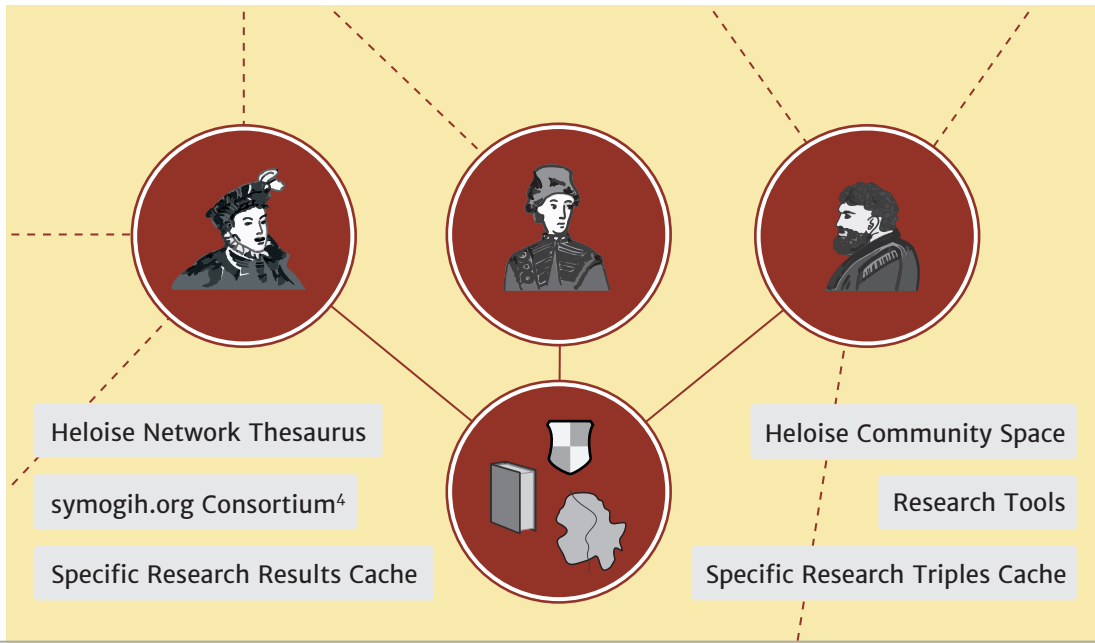 Heloise Network Thesaurus
symogih.org Consortium⁴
Specific Research Results Cache
Heloise Community Space
Research Tools
Specific Research Triples Cache